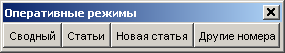 Оперативные режимы
Сводный Статьи Новая статья Другие номера